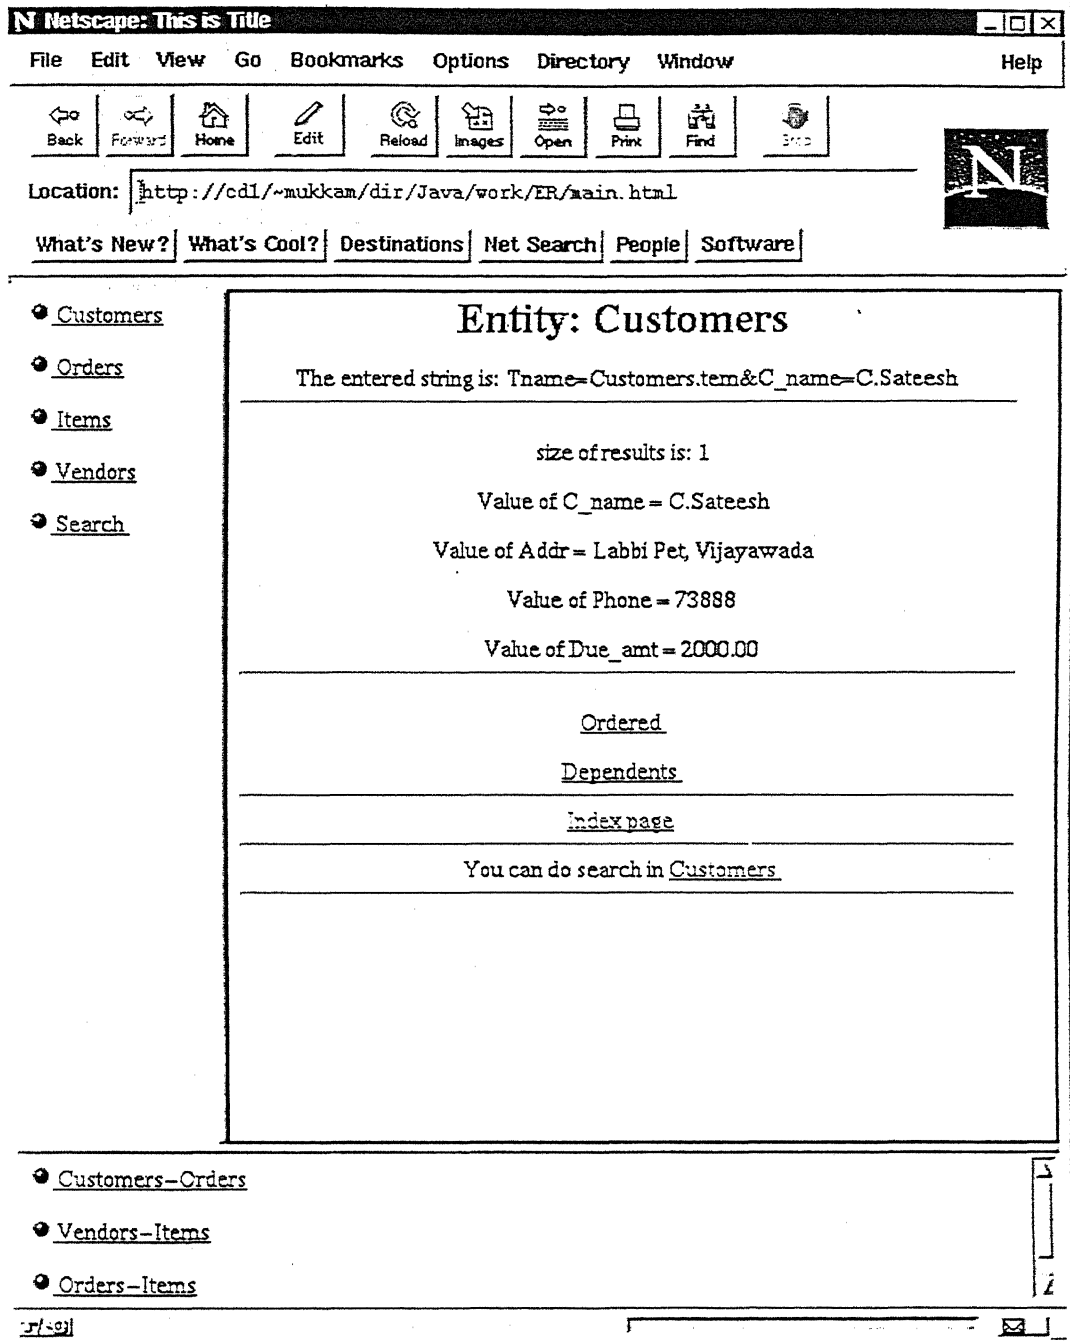 N Netscape: This is Title
File Edit View Go Bookmarks Options Directory Window Help
Back Forward Home Edit Reload Images Open Print Find Stop
N
Location: http://cd1/~mukkam/dir/Java/work/ER/main.html
What's New? What's Cool? Destinations Net Search People Software
Customers
Orders
Items
Vendors
Search
Entity: Customers
The entered string is: Tname=Customers.tem&C_name=C.Sateesh
size of results is: 1
Value of C_name = C.Sateesh
Value of Addr = Labbi Pet, Vijayawada
Value of Phone = 73888
Value of Due_amt = 2000.00
Ordered
Dependents
Index page
You can do search in Customers
Customers-Orders
Vendors-Items
Orders-Items